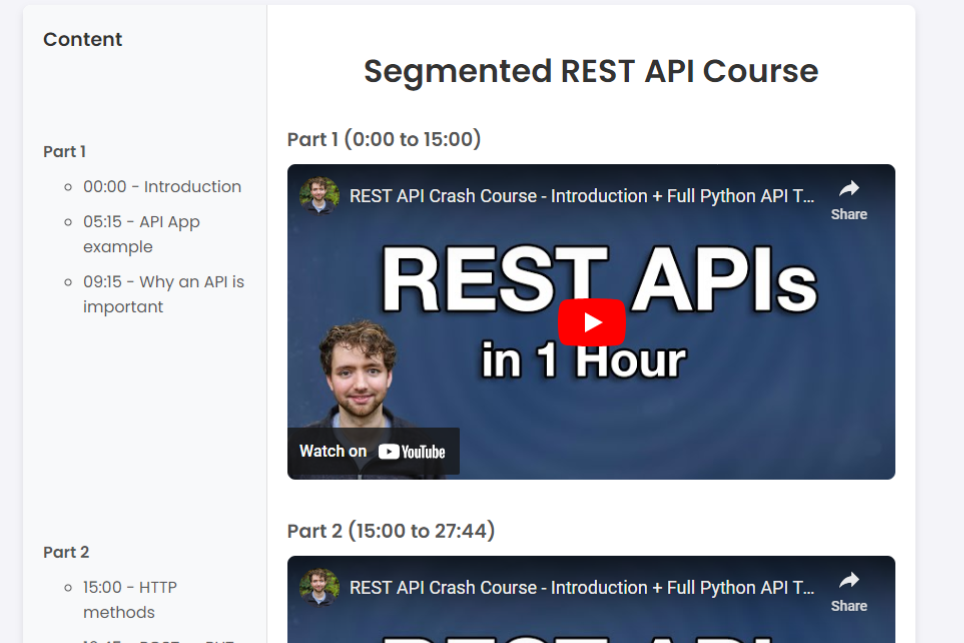 Content
Part 1
00:00 - Introduction
05:15 - API App
example
09:15 - Why an API is
important
Part 2
15:00 - HTTP
methods
Segmented REST API Course
Part 1 (0:00 to 15:00)
REST API Crash Course - Introduction + Full Python API T...
Share
REST APIs
in 1 Hour
Watch on YouTube
Part 2 (15:00 to 27:44)
REST API Crash Course - Introduction + Full Python API T...
Share